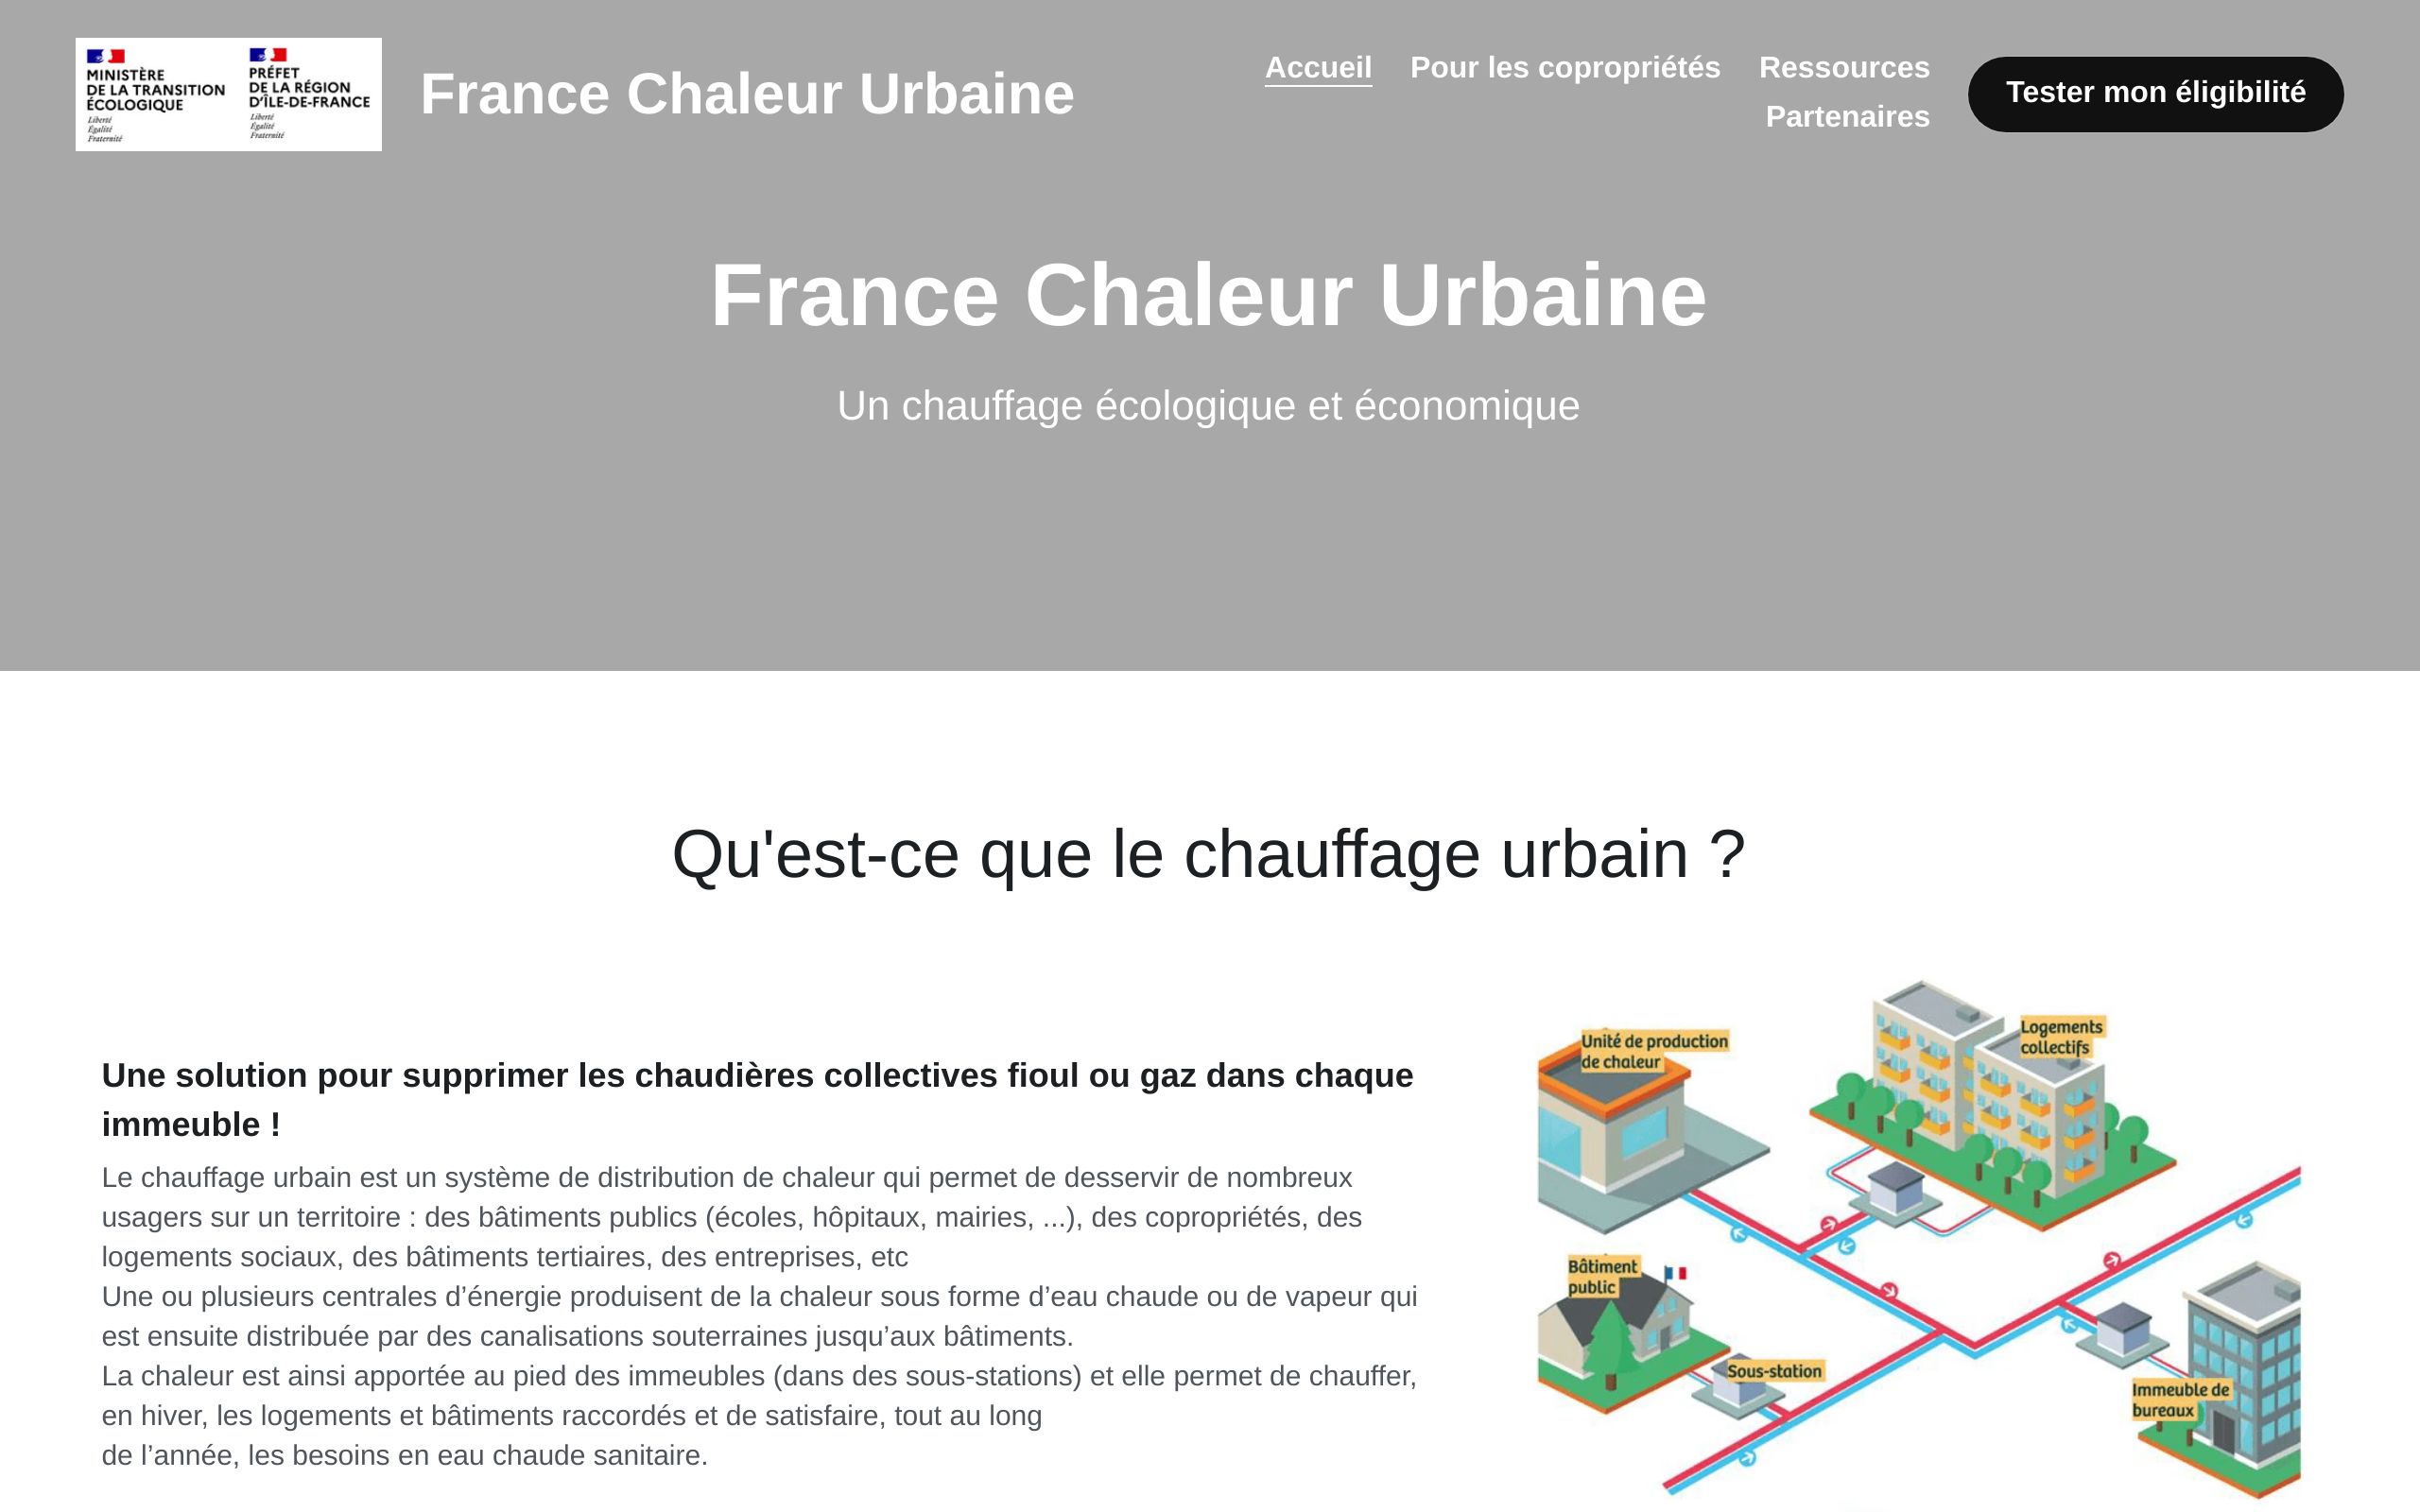 MINISTÈRE
DE LA TRANSITION
ÉCOLOGIQUE
Liberté
Égalité
Fraternité
PRÉFET
DE LA RÉGION
D'ÎLE-DE-FRANCE
Liberté
Égalité
Fraternité
France Chaleur Urbaine
Accueil Pour les copropriétés Ressources
Partenaires
Tester mon éligibilité
France Chaleur Urbaine
Un chauffage écologique et économique
Qu'est-ce que le chauffage urbain ?
Une solution pour supprimer les chaudières collectives fioul ou gaz dans chaque
immeuble !
Le chauffage urbain est un système de distribution de chaleur qui permet de desservir de nombreux
usagers sur un territoire : des bâtiments publics (écoles, hôpitaux, mairies, ...), des copropriétés, des
logements sociaux, des bâtiments tertiaires, des entreprises, etc
Une ou plusieurs centrales d’énergie produisent de la chaleur sous forme d’eau chaude ou de vapeur qui
est ensuite distribuée par des canalisations souterraines jusqu’aux bâtiments.
La chaleur est ainsi apportée au pied des immeubles (dans des sous-stations) et elle permet de chauffer,
en hiver, les logements et bâtiments raccordés et de satisfaire, tout au long
de l’année, les besoins en eau chaude sanitaire.
Unité de production
de chaleur
Logements
collectifs
Bâtiment
public
Sous-station
Immeuble de
bureaux